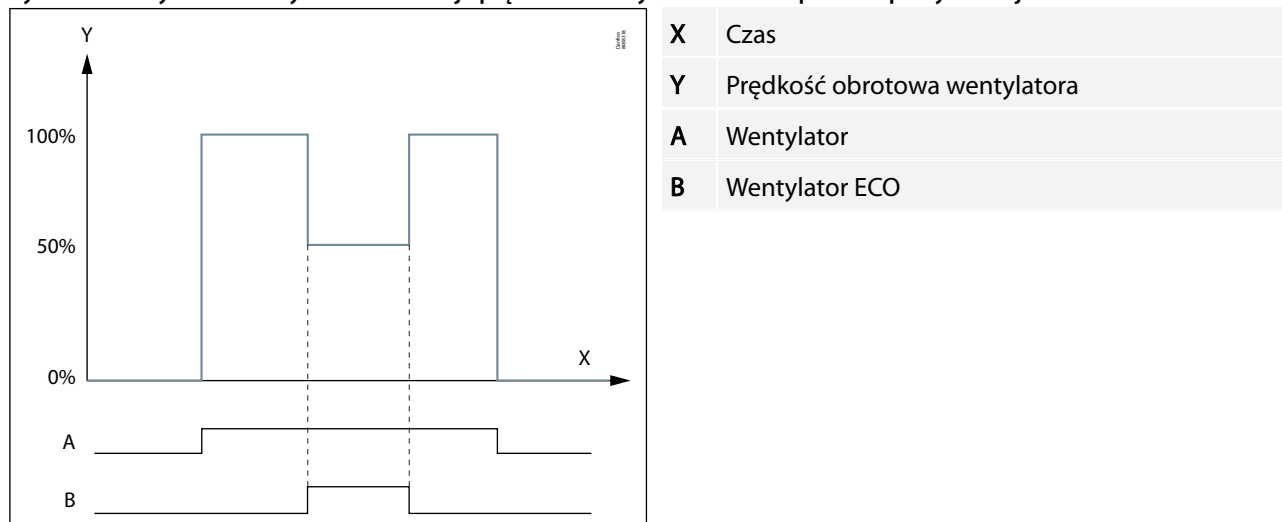 Y
100%
50%
0%
X
A
B
X Czas
Y Prędkość obrotowa wentylatora
A Wentylator
B Wentylator ECO